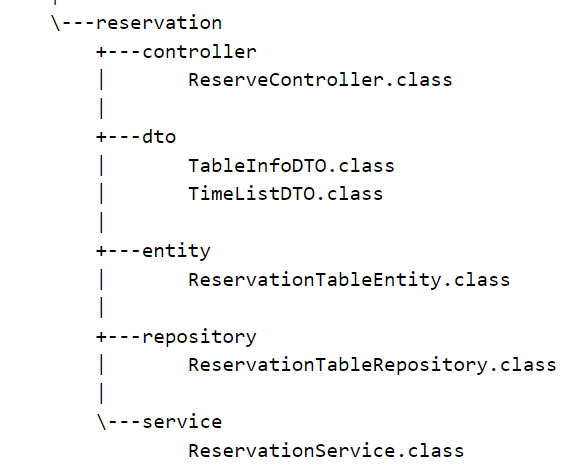 \---reservation
    +---controller
    |       ReserveController.class
    |
    +---dto
    |       TableInfoDTO.class
    |       TimeListDTO.class
    |
    +---entity
    |       ReservationTableEntity.class
    |
    +---repository
    |       ReservationTableRepository.class
    |
    \---service
            ReservationService.class